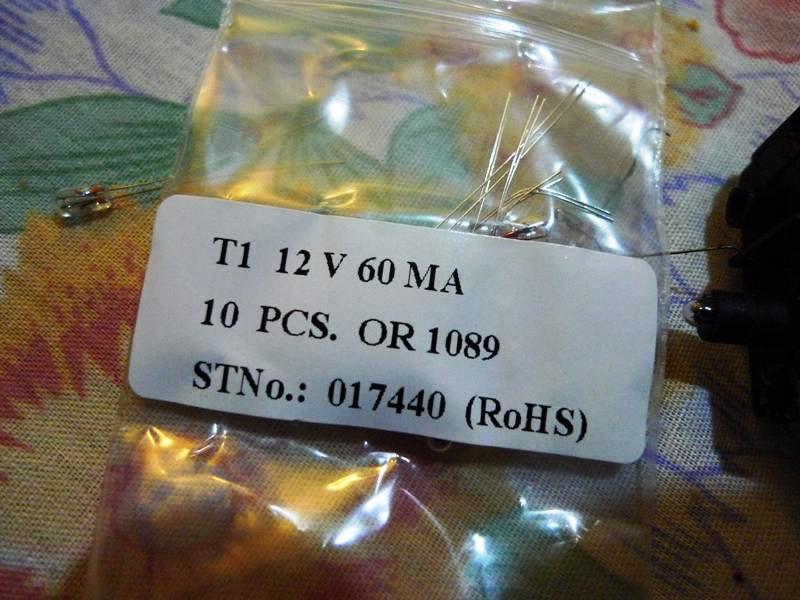 T1 12 V 60 MA
10 PCS. OR 1089
STNo.: 017440 (RoHS)